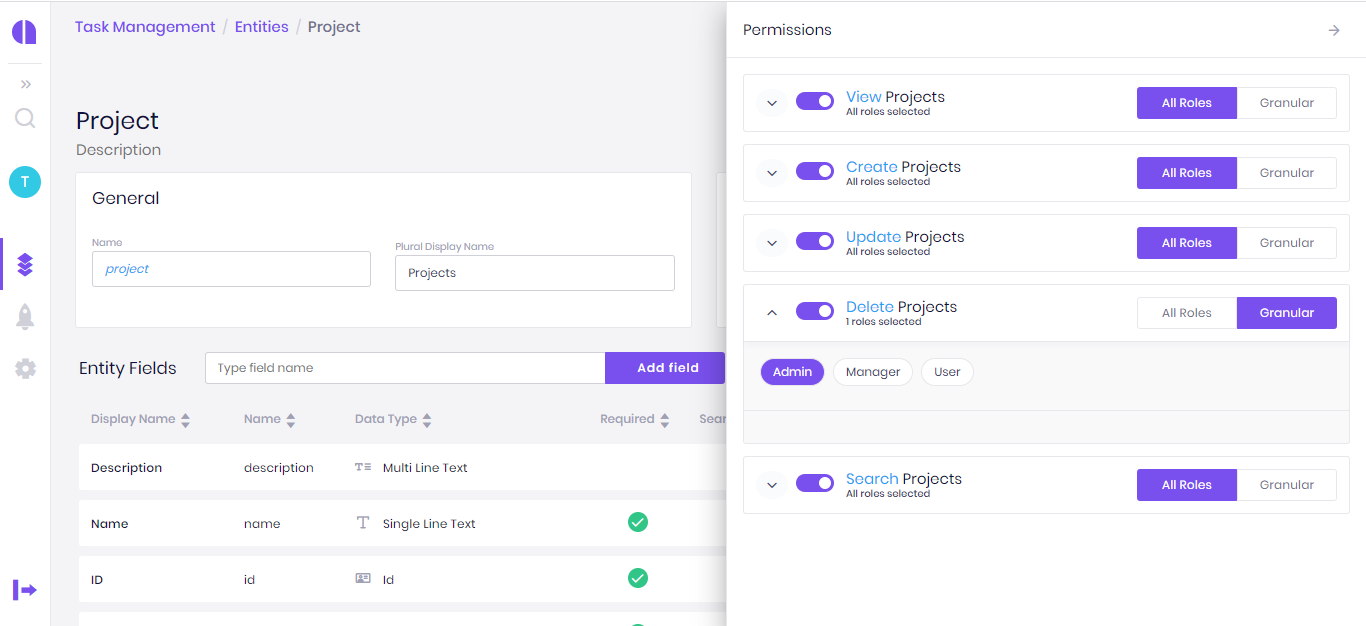 Task Management / Entities / Project
T
Project
Description
General
Name
project
Plural Display Name
Projects
Entity Fields
Type field name
Add field
Display Name
Name
Data Type
Required
Sear
Description
description
Multi Line Text
Name
name
Single Line Text
ID
id
Id
Permissions
View Projects
All roles selected
All Roles
Granular
Create Projects
All roles selected
All Roles
Granular
Update Projects
All roles selected
All Roles
Granular
Delete Projects
1 roles selected
All Roles
Granular
Admin
Manager
User
Search Projects
All roles selected
All Roles
Granular